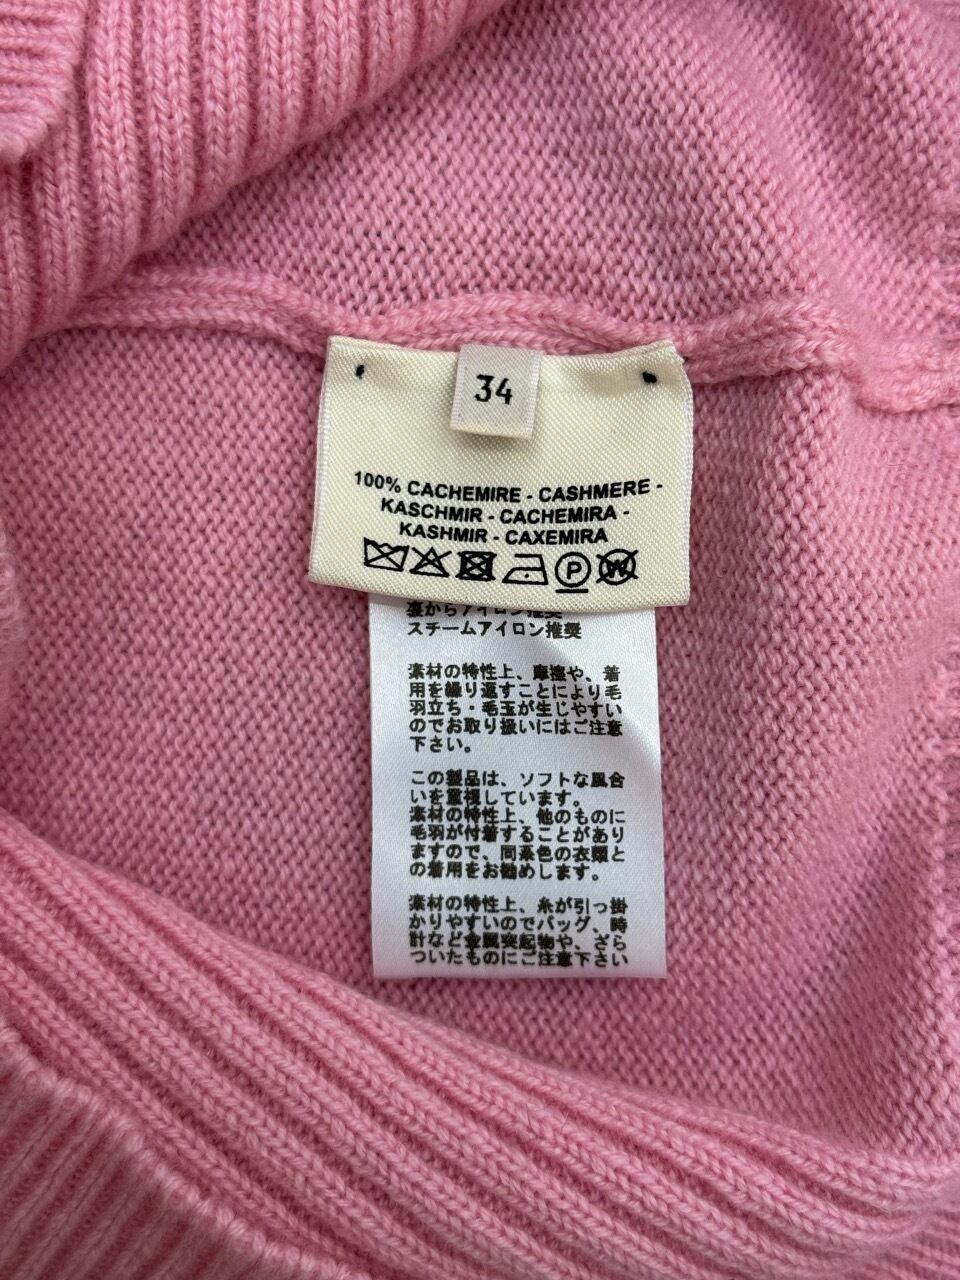 34
100% CACHEMIRE - CASHMERE -
KASCHMIR - CACHEMIRA -
KASHMIR - CAXEMIRA
P
W
裏からアイロン推奨
スチームアイロン推奨
素材の特性上、摩擦や、着
用を繰り返すことにより毛
羽立ち・毛玉が生じやすい
のでお取り扱いにはご注意
下さい。
この製品は、ソフトな風合
いを重視しています。
素材の特性上、他のものに
毛羽が付着することがあり
ますので、同系色の衣類と
の着用をお勧めします。
素材の特性上、糸が引っ掛
かりやすいのでバッグ、時
計など金属突起物や、ざら
ついたものにご注意下さい